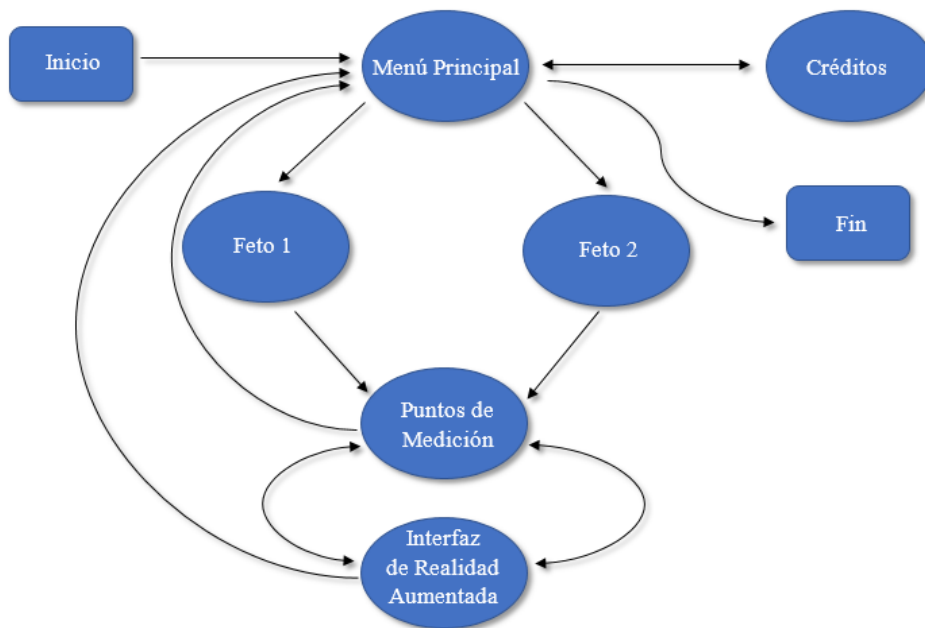 Inicio
Menú Principal
Créditos
Feto 1
Feto 2
Fin
Puntos de
Medición
Interfaz
de Realidad
Aumentada